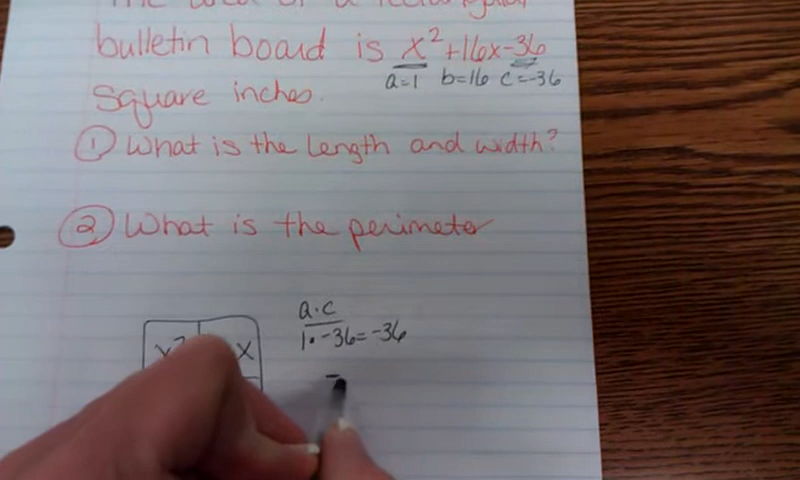 bulletin board is x²+16x-36
a=1 b=16 c=-36
Square inches.
① What is the length and width?
② What is the perimeter
a·c
1·-36=-36
x² x
-